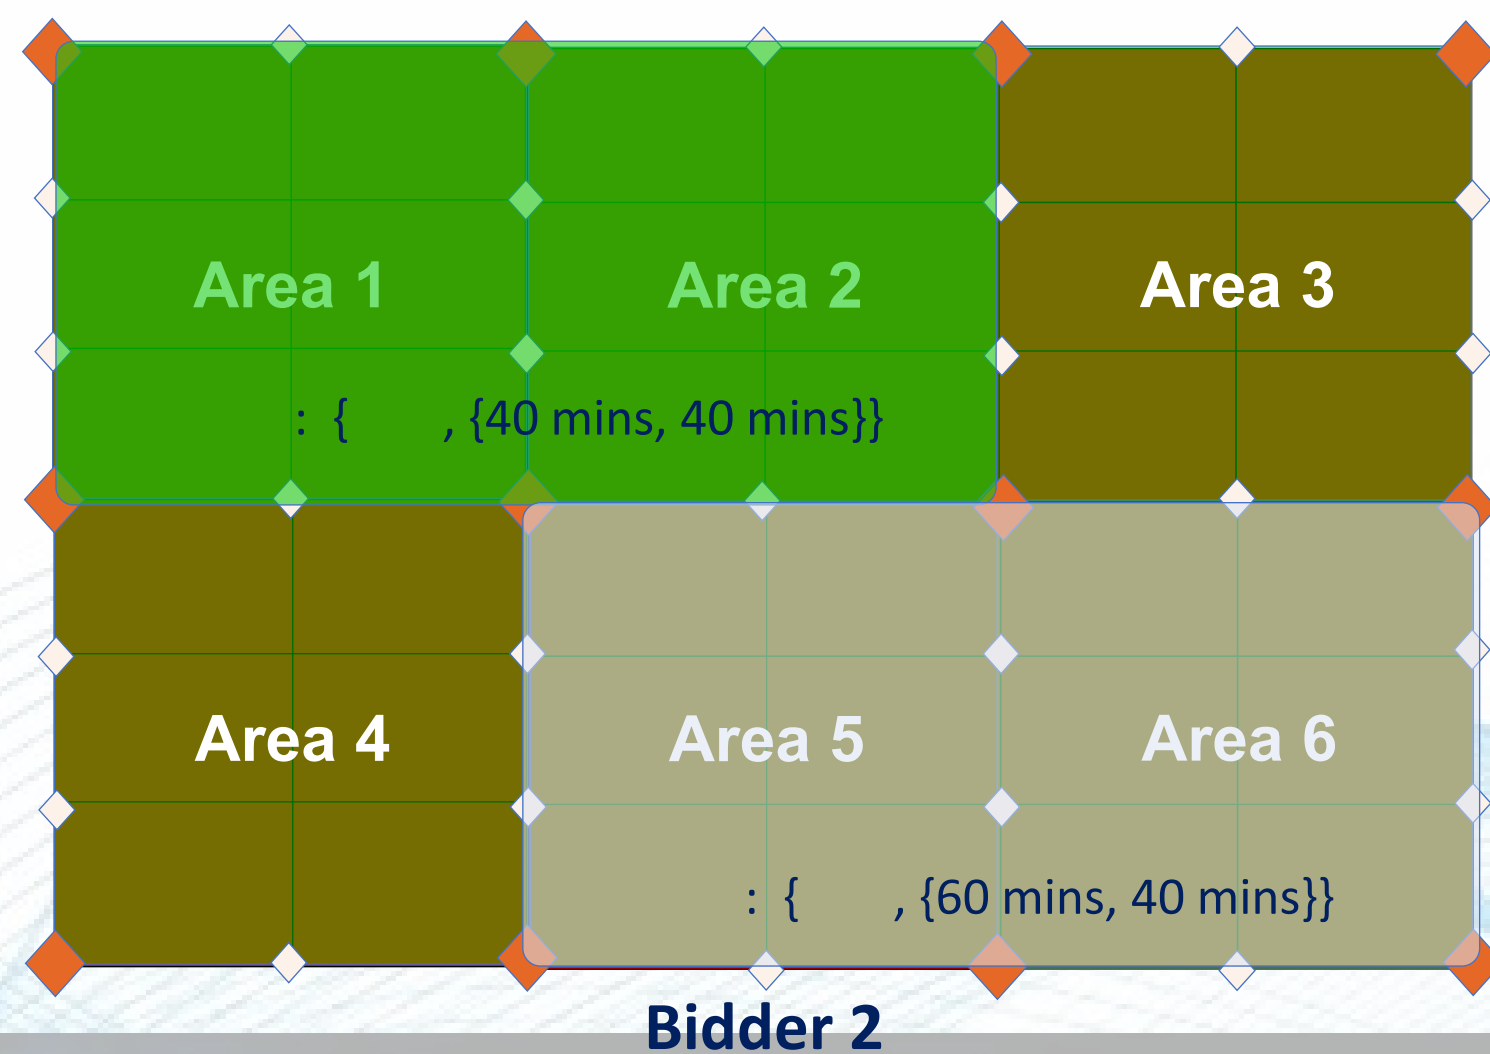 Area 1 Area 2 Area 3
: { , {40 mins, 40 mins}}
Area 4 Area 5 Area 6
: { , {60 mins, 40 mins}}
Bidder 2